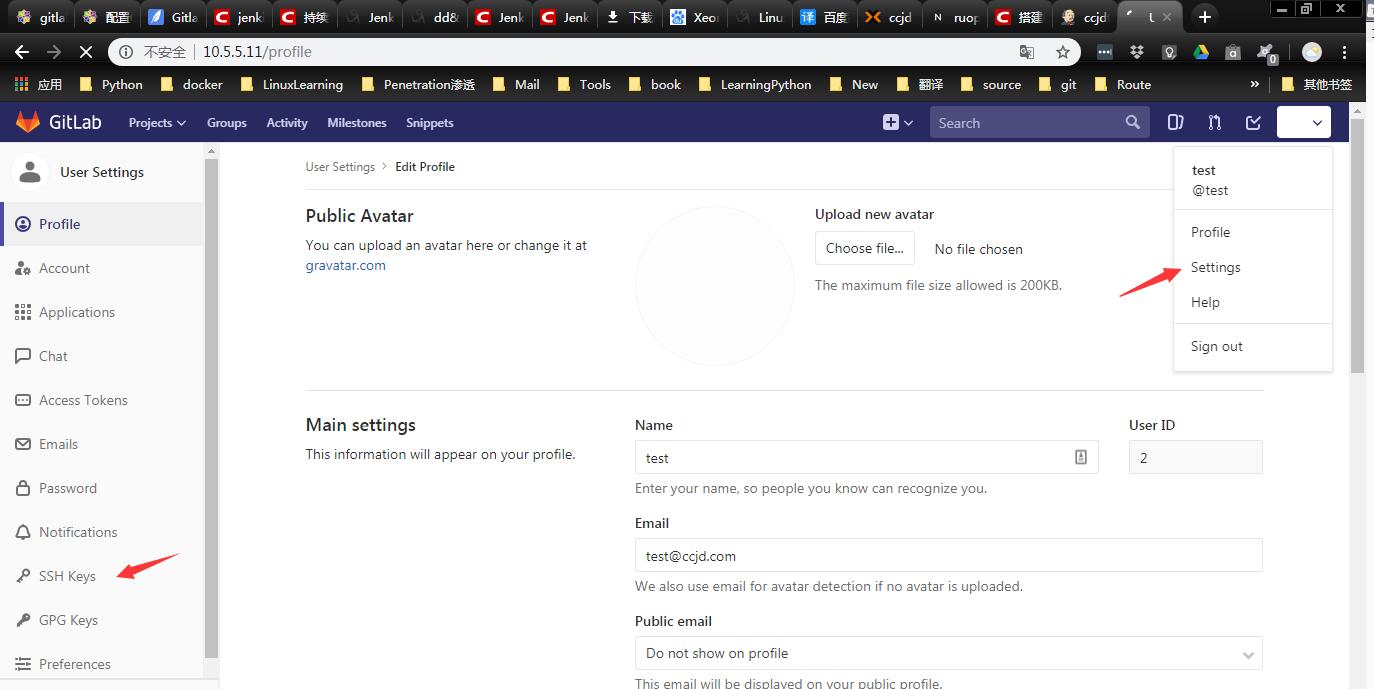 gitla
配置
Gitla
jenki
持续
Jenk
dd&
Jenk
Jenk
下载
Xeo
Linu
百度
ccjd
ruop
搭建
ccjd
不安全 10.5.5.11/profile
应用 Python docker LinuxLearning Penetration渗透 Mail Tools book LearningPython New 翻译 source git Route » 其他书签
GitLab Projects Groups Activity Milestones Snippets Search
User Settings
Profile
Account
Applications
Chat
Access Tokens
Emails
Password
Notifications
SSH Keys
GPG Keys
Preferences
User Settings > Edit Profile
Public Avatar
You can upload an avatar here or change it at
gravatar.com
Upload new avatar
Choose file... No file chosen
The maximum file size allowed is 200KB.
test
@test
Profile
Settings
Help
Sign out
Main settings
This information will appear on your profile.
Name
test
Enter your name, so people you know can recognize you.
User ID
2
Email
test@ccjd.com
We also use email for avatar detection if no avatar is uploaded.
Public email
Do not show on profile
This email will be displayed on your public profile.